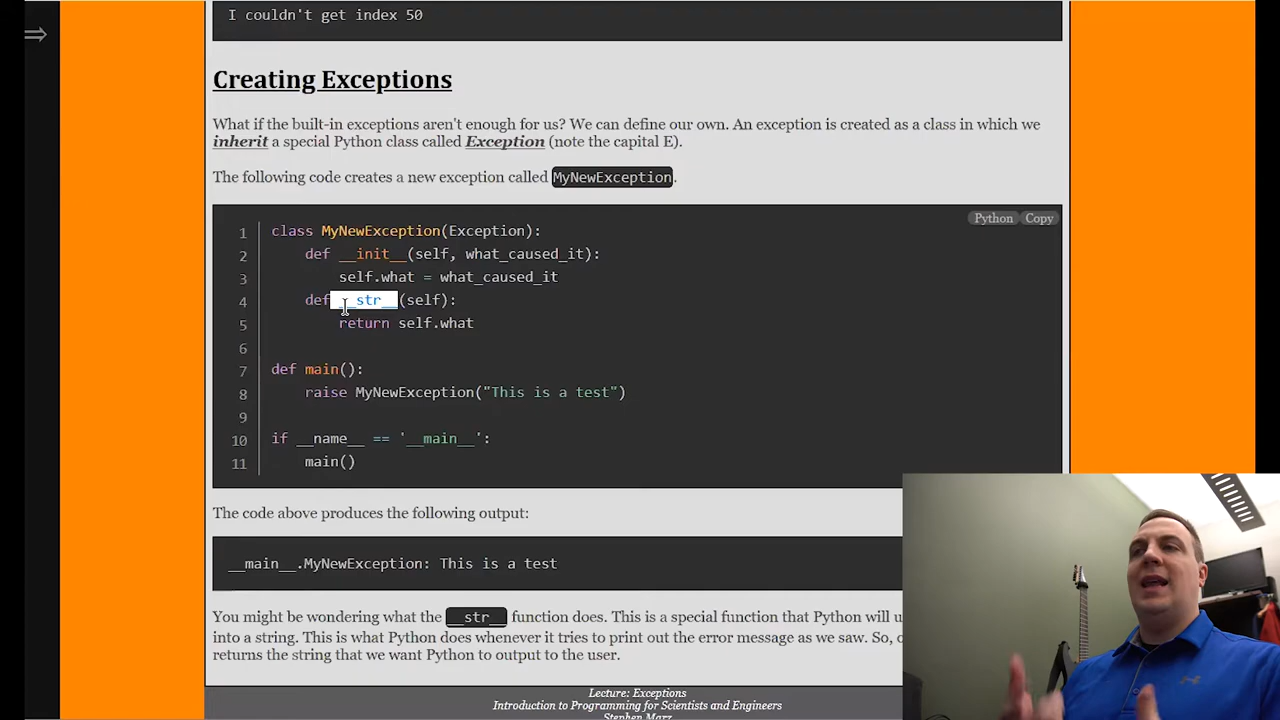 I couldn't get index 50
Creating Exceptions
What if the built-in exceptions aren't enough for us? We can define our own. An exception is created as a class in which we
inherit a special Python class called Exception (note the capital E).
The following code creates a new exception called MyNewException.
Python Copy
1 class MyNewException(Exception):
2 def __init__(self, what_caused_it):
3 self.what = what_caused_it
4 def __str__(self):
5 return self.what
6
7 def main():
8 raise MyNewException("This is a test")
9
10 if __name__ == '__main__':
11 main()
The code above produces the following output:
__main__.MyNewException: This is a test
You might be wondering what the __str__ function does. This is a special function that Python will
into a string. This is what Python does whenever it tries to print out the error message as we saw. So,
returns the string that we want Python to output to the user.
Lecture: Exceptions
Introduction to Programming for Scientists and Engineers
Stephen Marz